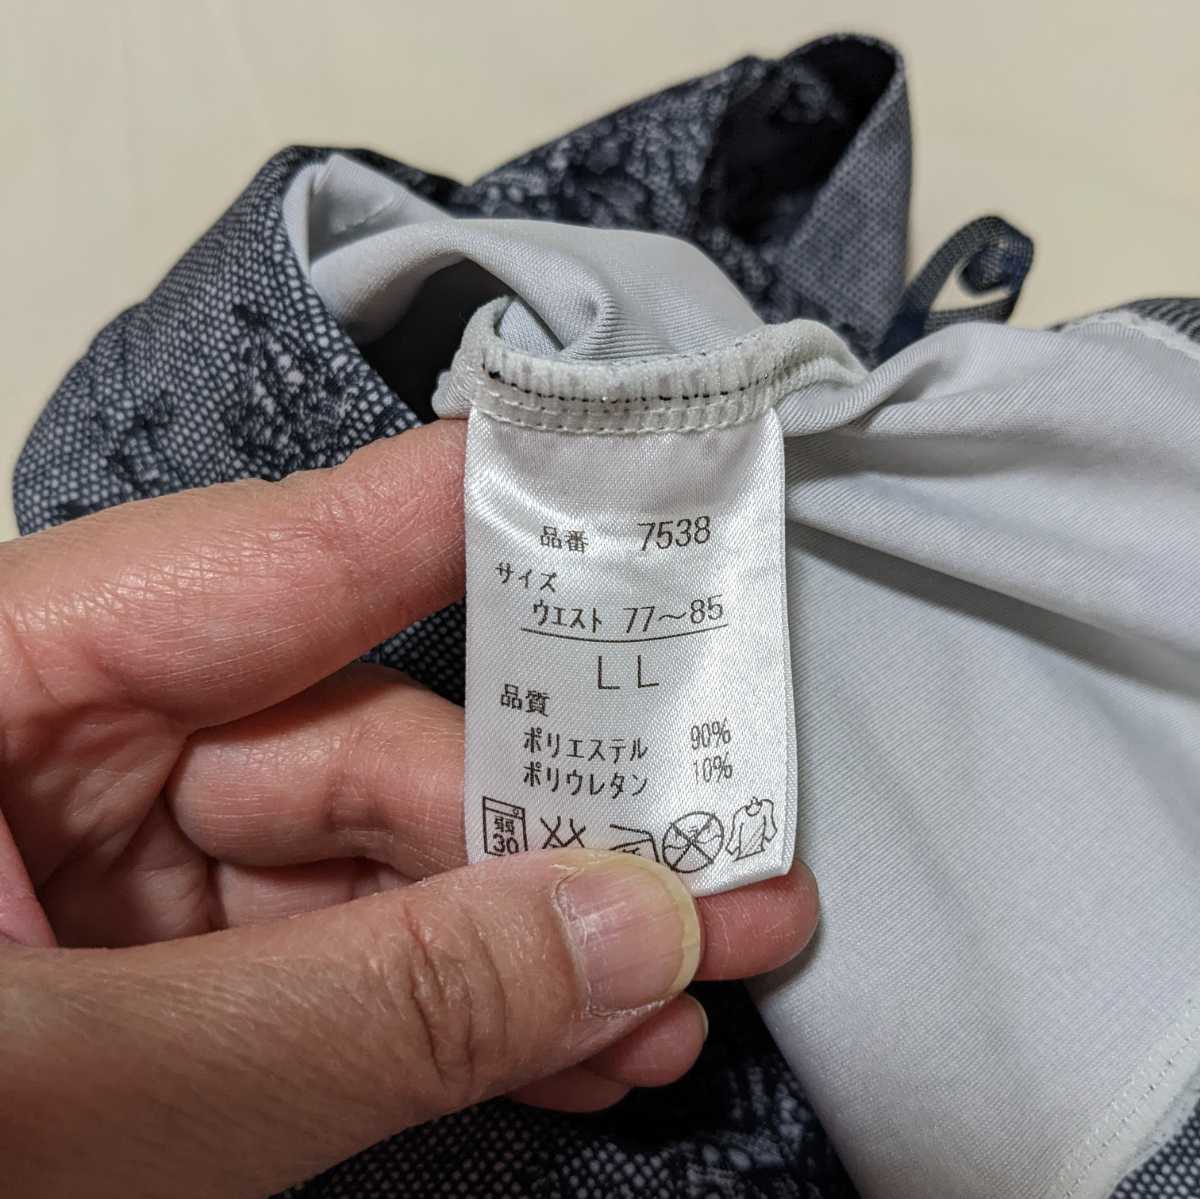 品番 7538
サイズ
ウエスト 77～85
LL
品質
ポリエステル 90%
ポリウレタン 10%
弱
30